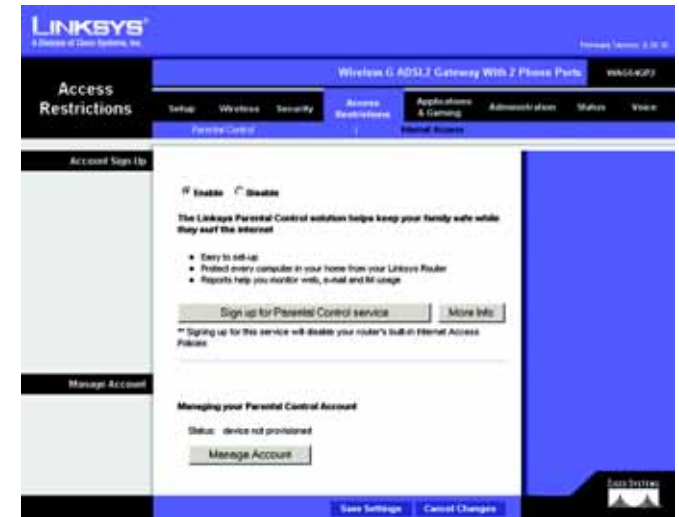 LINKSYS®
A Division of Cisco Systems, Inc.
Firmware Version:
Wireless-G ADSL2 Gateway With 2 Phone Ports
WAG54GP2
Access Restrictions
Setup Wireless Security Access Restrictions Applications & Gaming Administration Status Voice
Parental Control | Internet Access
Account Sign Up
Enable Disable
The Linksys Parental Control solution helps keep your family safe while
they surf the internet
Easy to set-up
Protect every computer in your home from your Linksys Router
Reports help you monitor web, e-mail and IM usage
Sign up for Parental Control service More Info
** Signing up for this service will disable your router's built-in Internet Access
Policies
Manage Account
Managing your Parental Control Account
Status: device not provisioned
Manage Account
Save Settings Cancel Changes
CISCO SYSTEMS